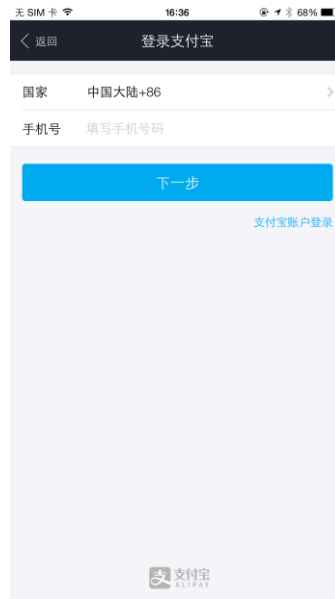 无 SIM 卡 16:36 68%
返回 登录支付宝
国家 中国大陆+86
手机号 填写手机号码
下一步
支付宝账户登录
支 支付宝
ALIPAY